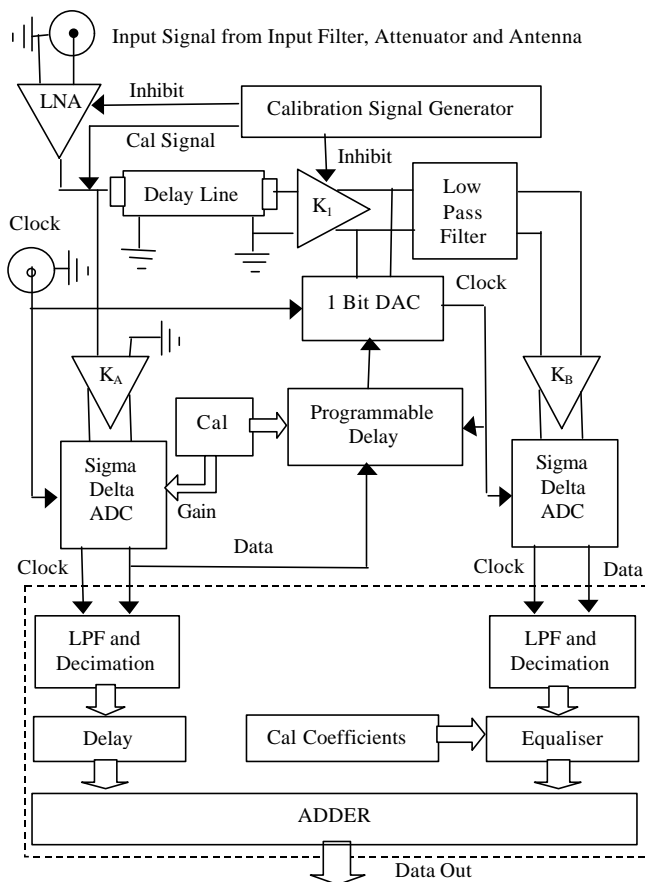 Input Signal from Input Filter, Attenuator and Antenna
LNA
Inhibit
Calibration Signal Generator
Cal Signal
Inhibit
Delay Line
K1
Low
Pass
Filter
Clock
1 Bit DAC
Clock
KA
KB
Cal
Programmable
Delay
Sigma
Delta
ADC
Gain
Sigma
Delta
ADC
Data
Clock
Clock
Data
LPF and
Decimation
LPF and
Decimation
Delay
Cal Coefficients
Equaliser
ADDER
Data Out